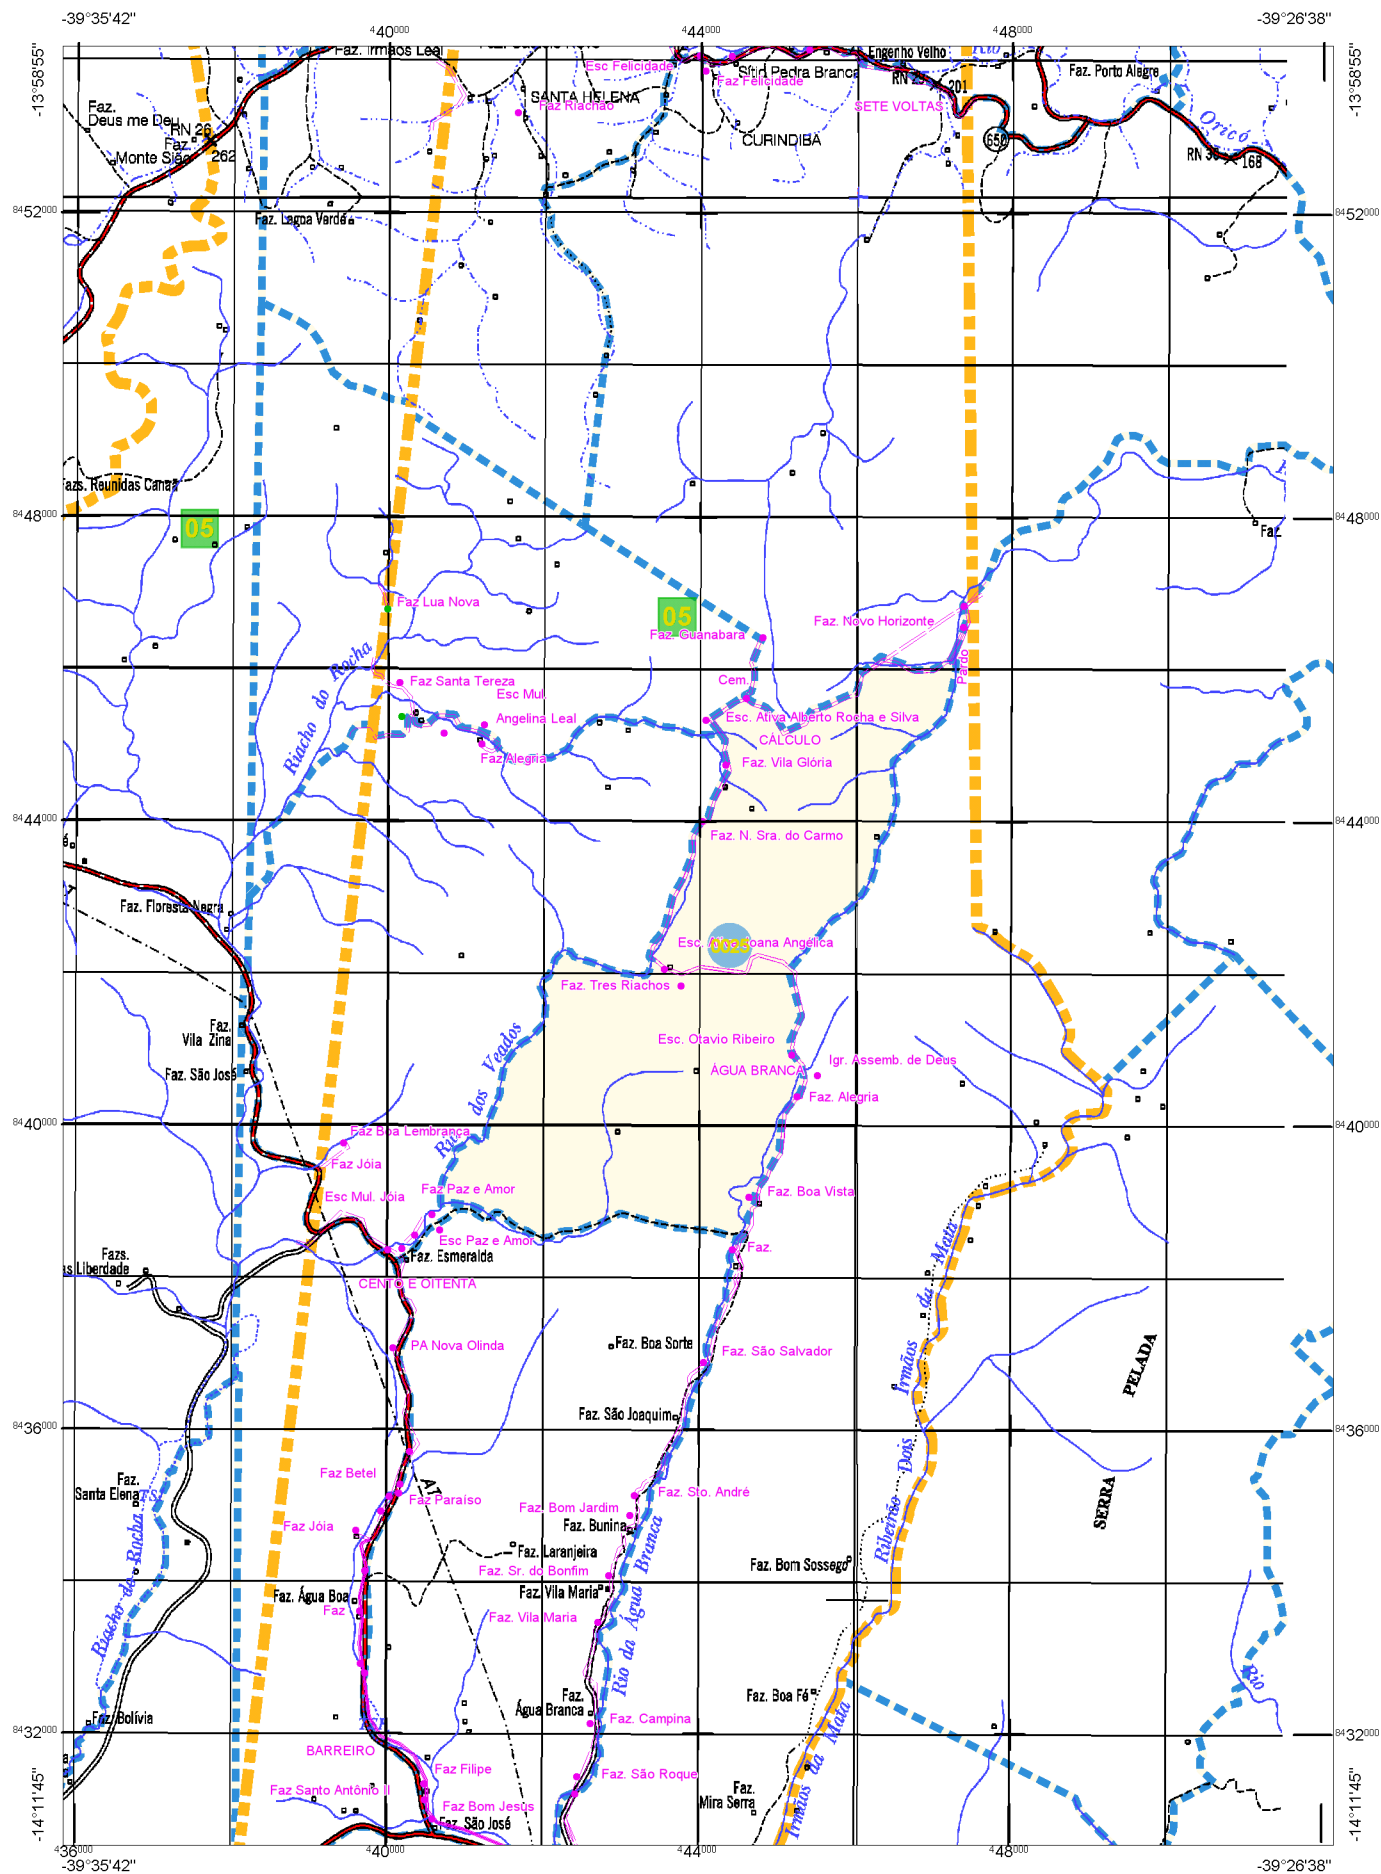 -39°35'42"
-39°26'38"
440000
444000
448000
-13°58'55"
-13°58'55"
Faz. Irmãos Leal
Esc Felicidade
Faz Felicidade
Sítio Pedra Branca
Engenho Velho
Rio
Faz. Porto Alegre
RN 29
201
SETE VOLTAS
Faz.
Deus me Deu
SANTA HELENA
Faz Riachão
RN 26
262
Faz
Monte Sião
CURINDIBA
650
Oricó
RN 30
168
8452000
Faz. Lagoa Verde
8452000
Fazs. Reunidas Canaã
8448000
05
8448000
Faz.
Faz Lua Nova
05
Faz. Guanabara
Faz. Novo Horizonte
Riacho do Rocha
Faz Santa Tereza
Cem.
Pardo
Esc Mul.
Angelina Leal
Esc. Ativa Alberto Rocha e Silva
CÁLCULO
Faz Alegria
Faz. Vila Glória
8444000
Faz. N. Sra. do Carmo
8444000
Faz. Floresta Negra
Esc. Ativa Joana Angélica
Faz. Tres Riachos
Faz.
Vila Zina
dos Veados
Esc. Otavio Ribeiro
Igr. Assemb. de Deus
Faz. São José
ÁGUA BRANCA
Faz. Alegria
8440000
Faz Boa Lembrança
8440000
Faz Jóia
Faz Paz e Amor
Faz. Boa Vista
Esc Mul. Jóia
Esc Paz e Amor
Faz.
Fazs.
as Liberdade
Faz. Esmeralda
CENTO E OITENTA
Irmãos da Mata
Faz. Boa Sorte
PA Nova Olinda
Faz. São Salvador
PELADA
Faz. São Joaquim
8436000
8436000
Faz Betel
AT
Ribeirão Dois
SERRA
Faz.
Santa Elena
Faz Paraíso
Faz. Sto. André
Faz. Bom Jardim
Faz Jóia
Faz. Bunina
Faz. Laranjeira
Faz. Bom Sossego
Riacho do Rocha
Faz. Sr. do Bonfim
Faz. Água Boa
Faz. Vila Maria
Faz
Faz. Vila Maria
Rio da Água Branca
Rio
Faz. Boa Fé
Faz.
Água Branca
Faz. Bolívia
Faz. Campina
8432000
8432000
BARREIRO
Irmãos da Mata
Faz Filipe
Faz. São Roque
Faz Santo Antônio II
Faz.
Mira Serra
Faz Bom Jesus
Faz. São José
-14°11'45"
-14°11'45"
436000
440000
444000
448000
-39°35'42"
-39°26'38"